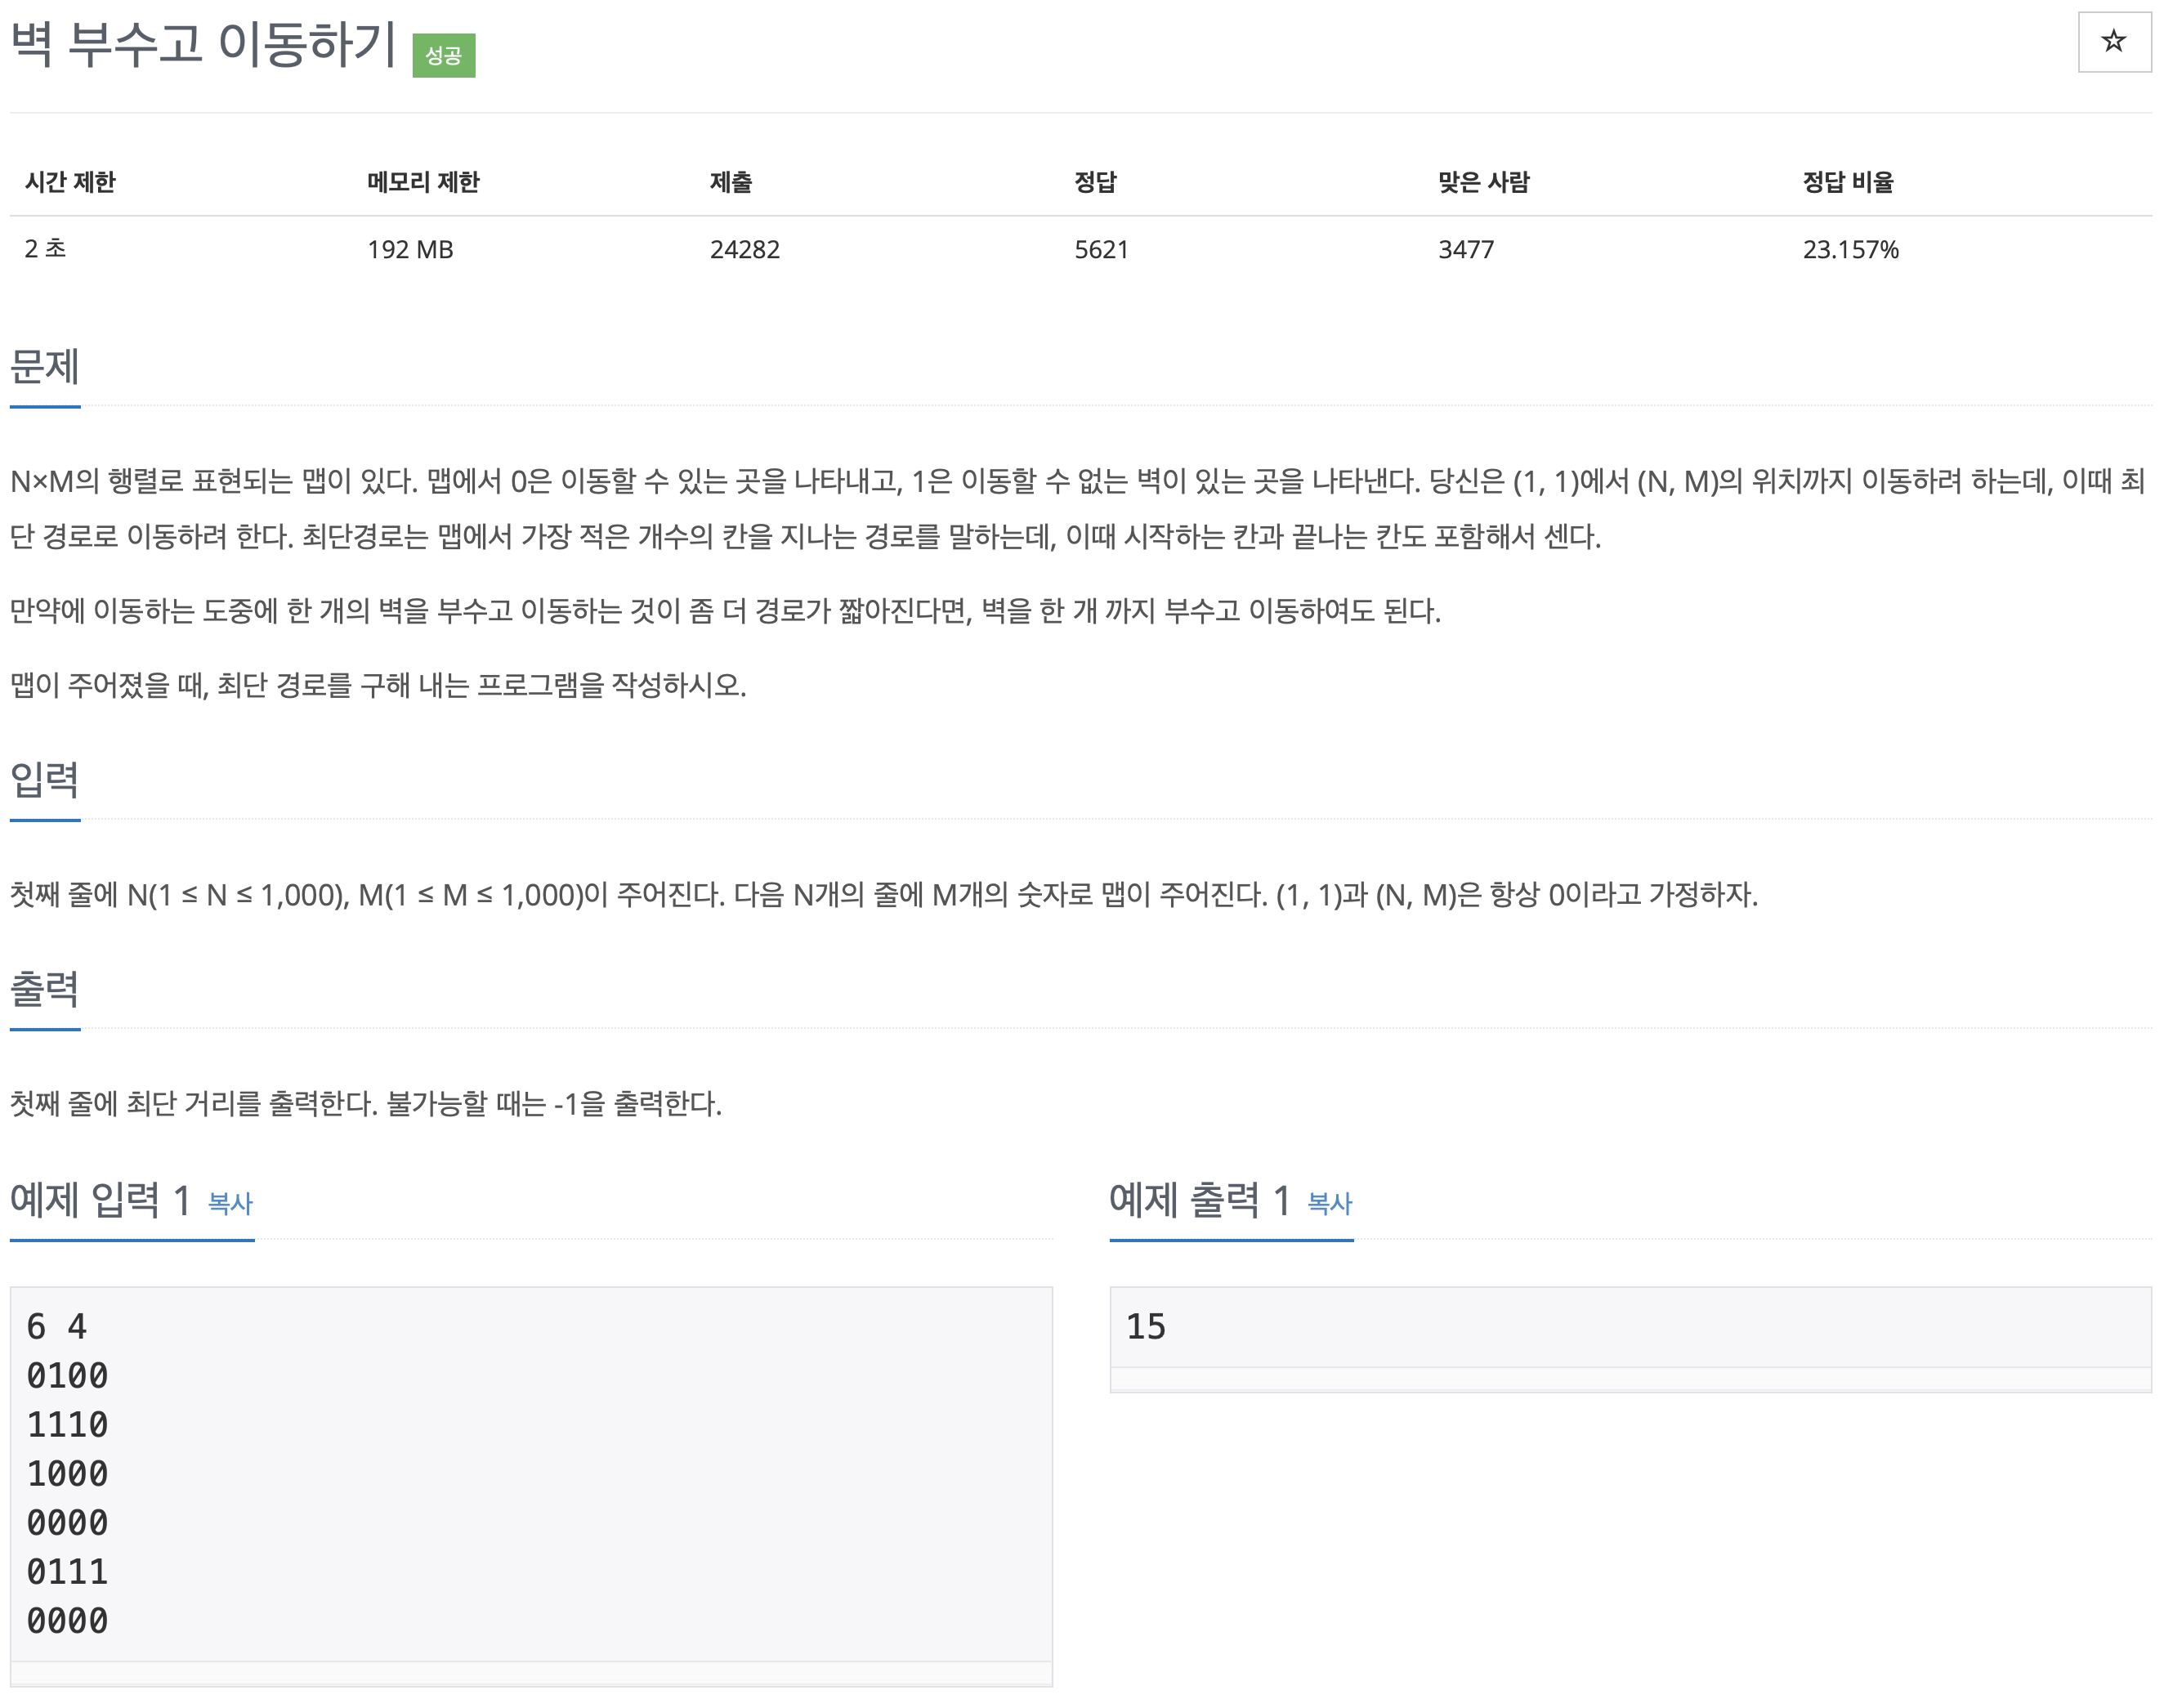 벽 부수고 이동하기 성공
☆
시간 제한 메모리 제한 제출 정답 맞은 사람 정답 비율
2 초 192 MB 24282 5621 3477 23.157%
문제
N×M의 행렬로 표현되는 맵이 있다. 맵에서 0은 이동할 수 있는 곳을 나타내고, 1은 이동할 수 없는 벽이 있는 곳을 나타낸다. 당신은 (1, 1)에서 (N, M)의 위치까지 이동하려 하는데, 이때 최
단 경로로 이동하려 한다. 최단경로는 맵에서 가장 적은 개수의 칸을 지나는 경로를 말하는데, 이때 시작하는 칸과 끝나는 칸도 포함해서 센다.
만약에 이동하는 도중에 한 개의 벽을 부수고 이동하는 것이 좀 더 경로가 짧아진다면, 벽을 한 개 까지 부수고 이동하여도 된다.
맵이 주어졌을 때, 최단 경로를 구해 내는 프로그램을 작성하시오.
입력
첫째 줄에 N(1 ≤ N ≤ 1,000), M(1 ≤ M ≤ 1,000)이 주어진다. 다음 N개의 줄에 M개의 숫자로 맵이 주어진다. (1, 1)과 (N, M)은 항상 0이라고 가정하자.
출력
첫째 줄에 최단 거리를 출력한다. 불가능할 때는 -1을 출력한다.
예제 입력 1 복사
6 4
0100
1110
1000
0000
0111
0000
예제 출력 1 복사
15